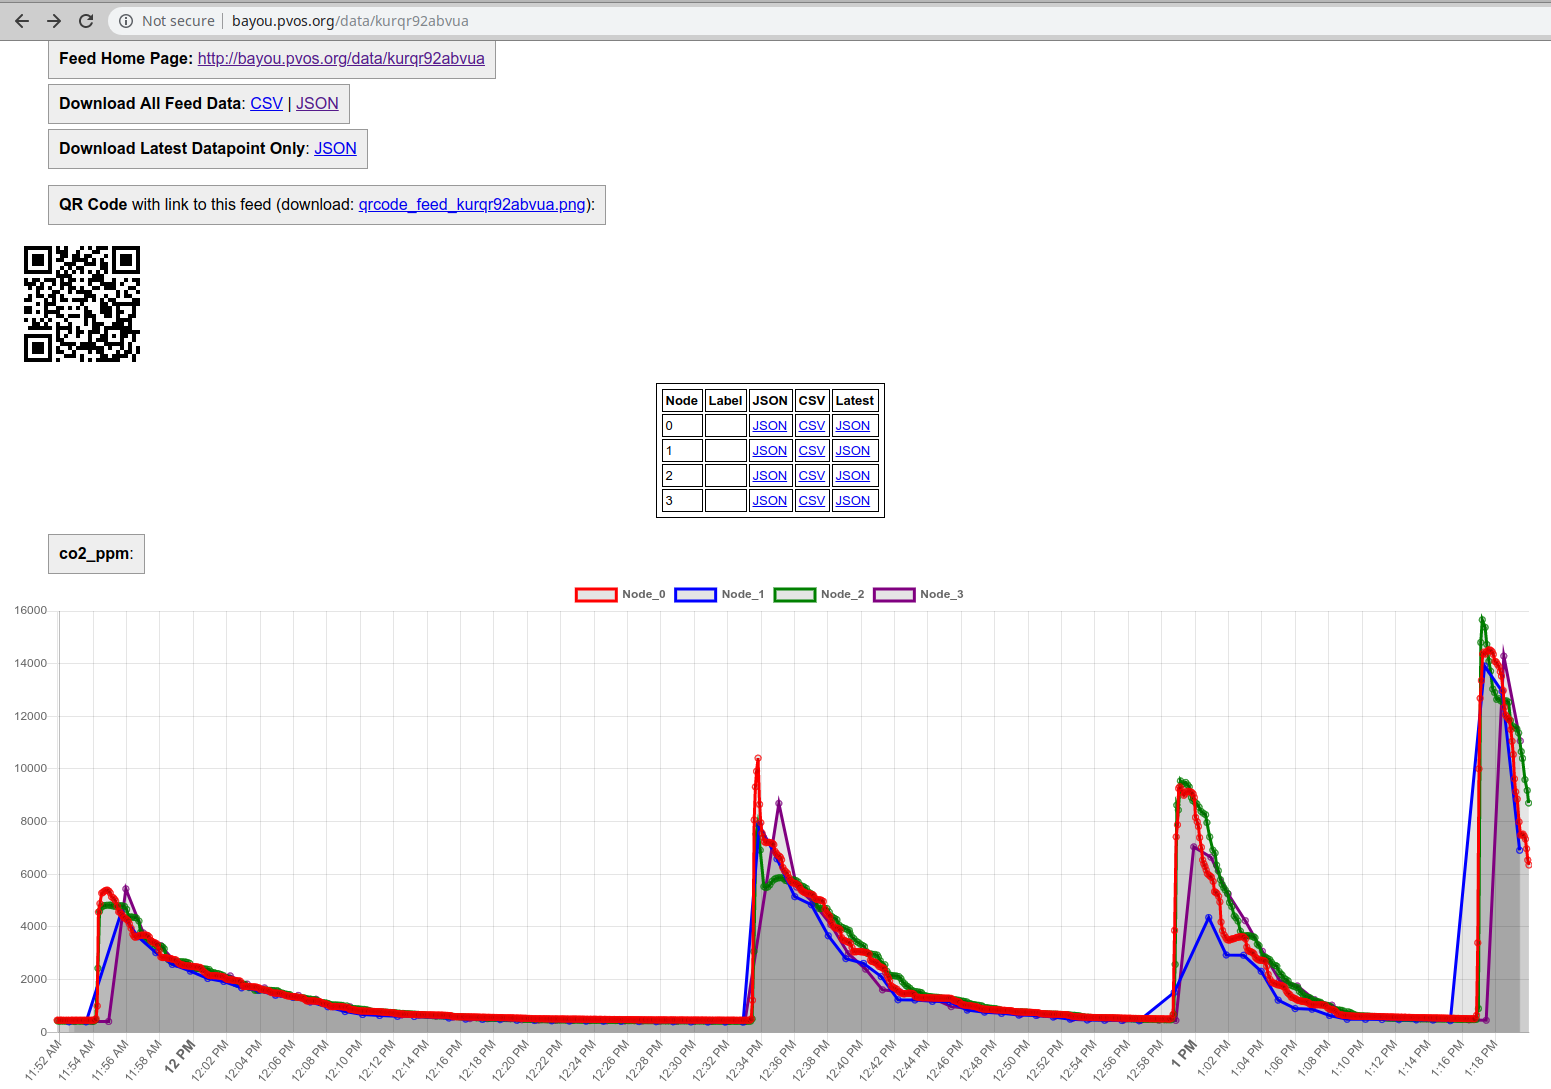 Not secure | bayou.pvos.org/data/kurqr92abvua
Feed Home Page: http://bayou.pvos.org/data/kurqr92abvua
Download All Feed Data: CSV | JSON
Download Latest Datapoint Only: JSON
QR Code with link to this feed (download: qrcode_feed_kurqr92abvua.png):
Node Label JSON CSV Latest
0 JSON CSV JSON
1 JSON CSV JSON
2 JSON CSV JSON
3 JSON CSV JSON
co2_ppm:
Node_0 Node_1 Node_2 Node_3
16000
14000
12000
10000
8000
6000
4000
2000
0
11:52 AM 11:54 AM 11:56 AM 11:58 AM 12 PM 12:02 PM 12:04 PM 12:06 PM 12:08 PM 12:10 PM 12:12 PM 12:14 PM 12:16 PM 12:18 PM 12:20 PM 12:22 PM 12:24 PM 12:26 PM 12:28 PM 12:30 PM 12:32 PM 12:34 PM 12:36 PM 12:38 PM 12:40 PM 12:42 PM 12:44 PM 12:46 PM 12:48 PM 12:50 PM 12:52 PM 12:54 PM 12:56 PM 12:58 PM 1 PM 1:02 PM 1:04 PM 1:06 PM 1:08 PM 1:10 PM 1:12 PM 1:14 PM 1:16 PM 1:18 PM